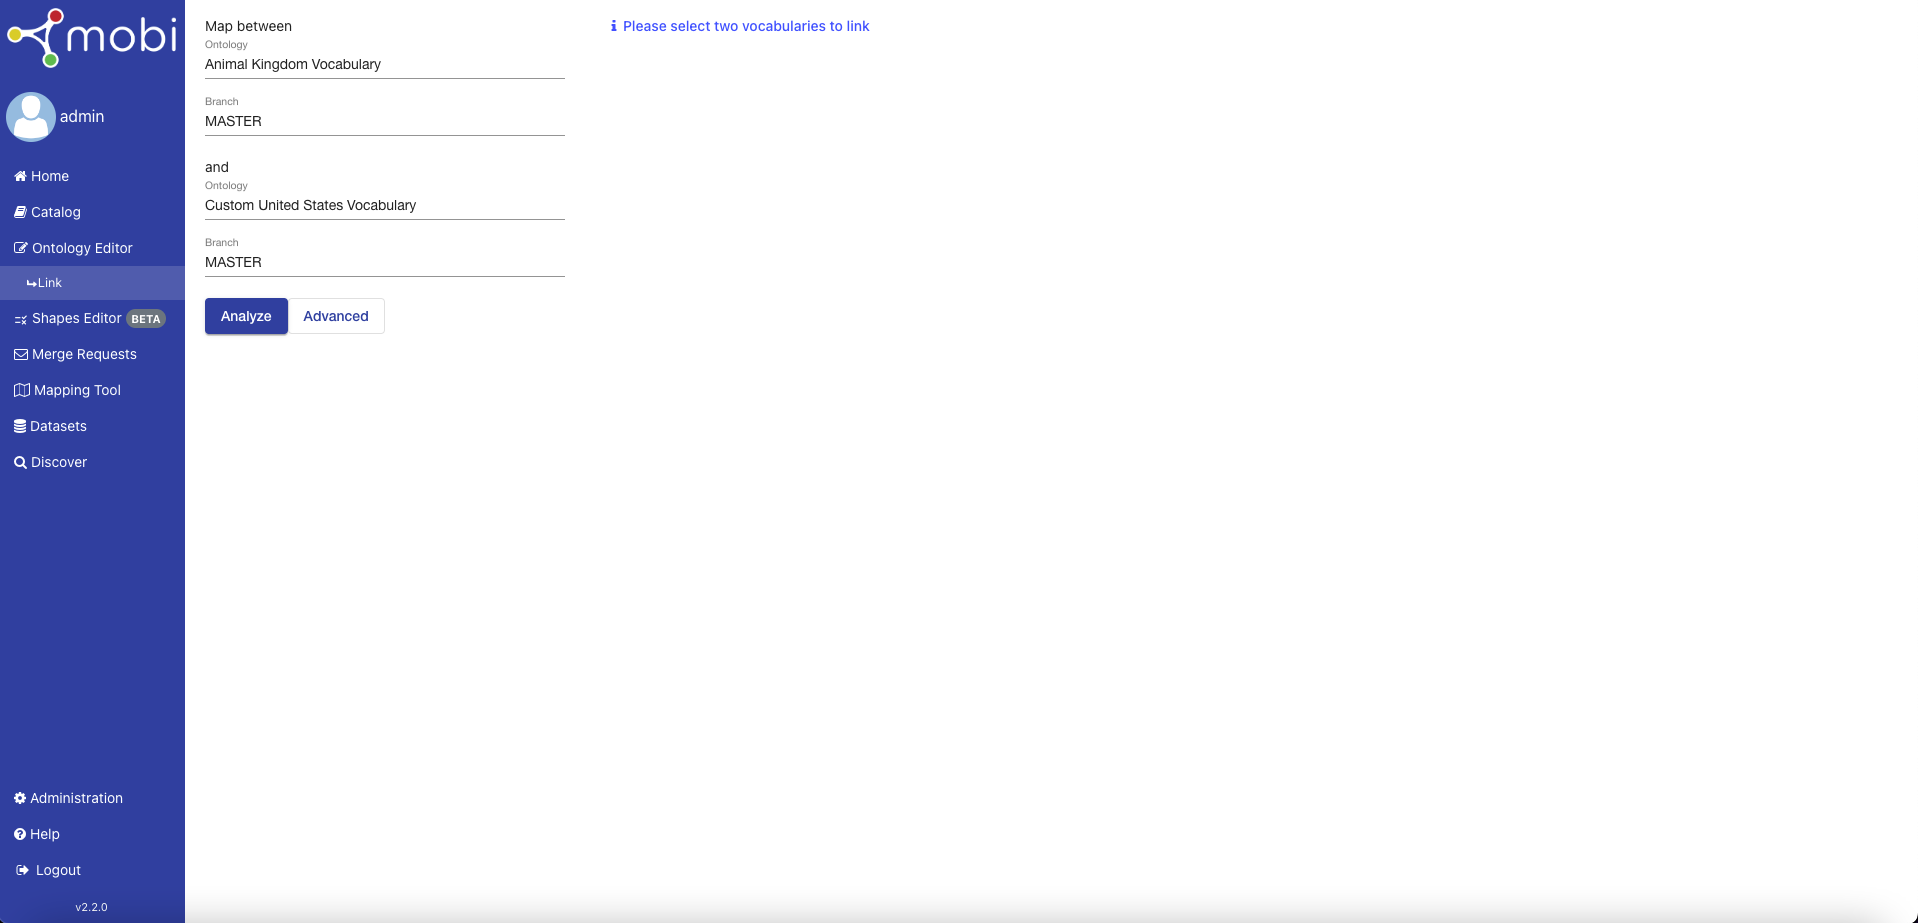 mobi
admin
Home
Catalog
Ontology Editor
Link
Shapes Editor BETA
Merge Requests
Mapping Tool
Datasets
Discover
Administration
Help
Logout
v2.2.0
Map between
Ontology
Animal Kingdom Vocabulary
Branch
MASTER
and
Ontology
Custom United States Vocabulary
Branch
MASTER
Analyze Advanced
Please select two vocabularies to link